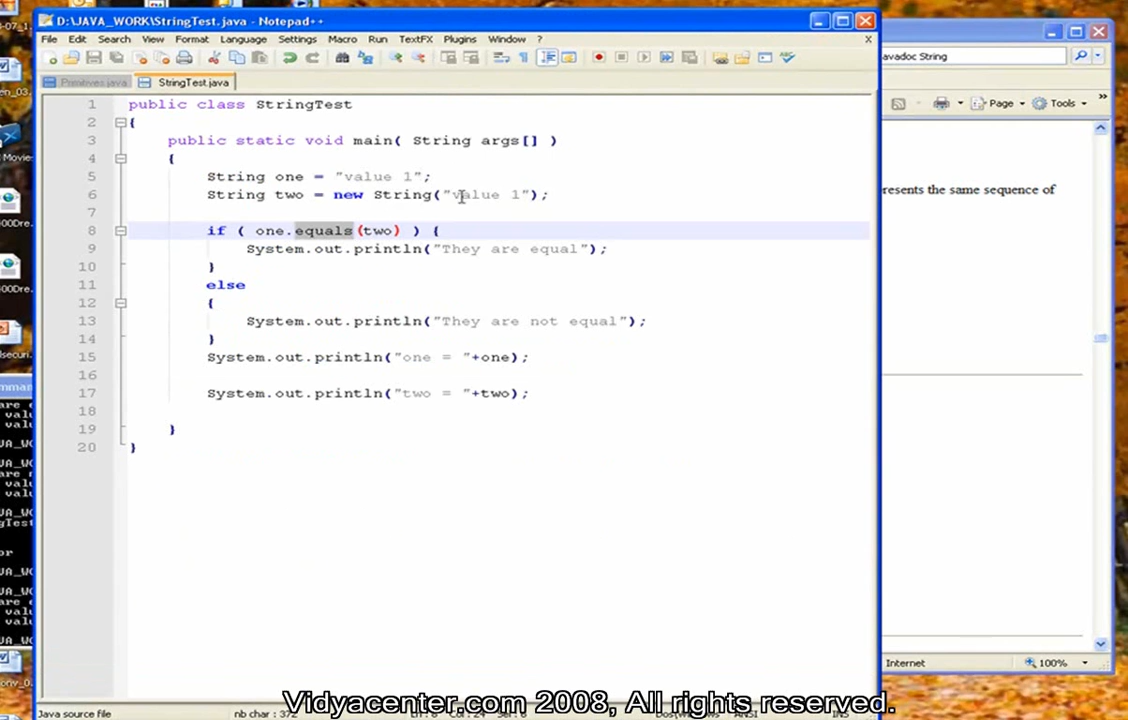 D:\JAVA_WORK\StringTest.java - Notepad++
File Edit Search View Format Language Settings Macro Run TextFX Plugins Window ?
Primitives.java StringTest.java
1 public class StringTest
2 {
3 public static void main( String args[] )
4 {
5 String one = "value 1";
6 String two = new String("value 1");
7
8 if ( one.equals(two) ) {
9 System.out.println("They are equal");
10 }
11 else
12 {
13 System.out.println("They are not equal");
14 }
15 System.out.println("one = "+one);
16
17 System.out.println("two = "+two);
18
19 }
20 }
avadoc String
Page Tools
resents the same sequence of
Internet 100%
Java source file nb char : 372
Vidyacenter.com 2008, All rights reserved.